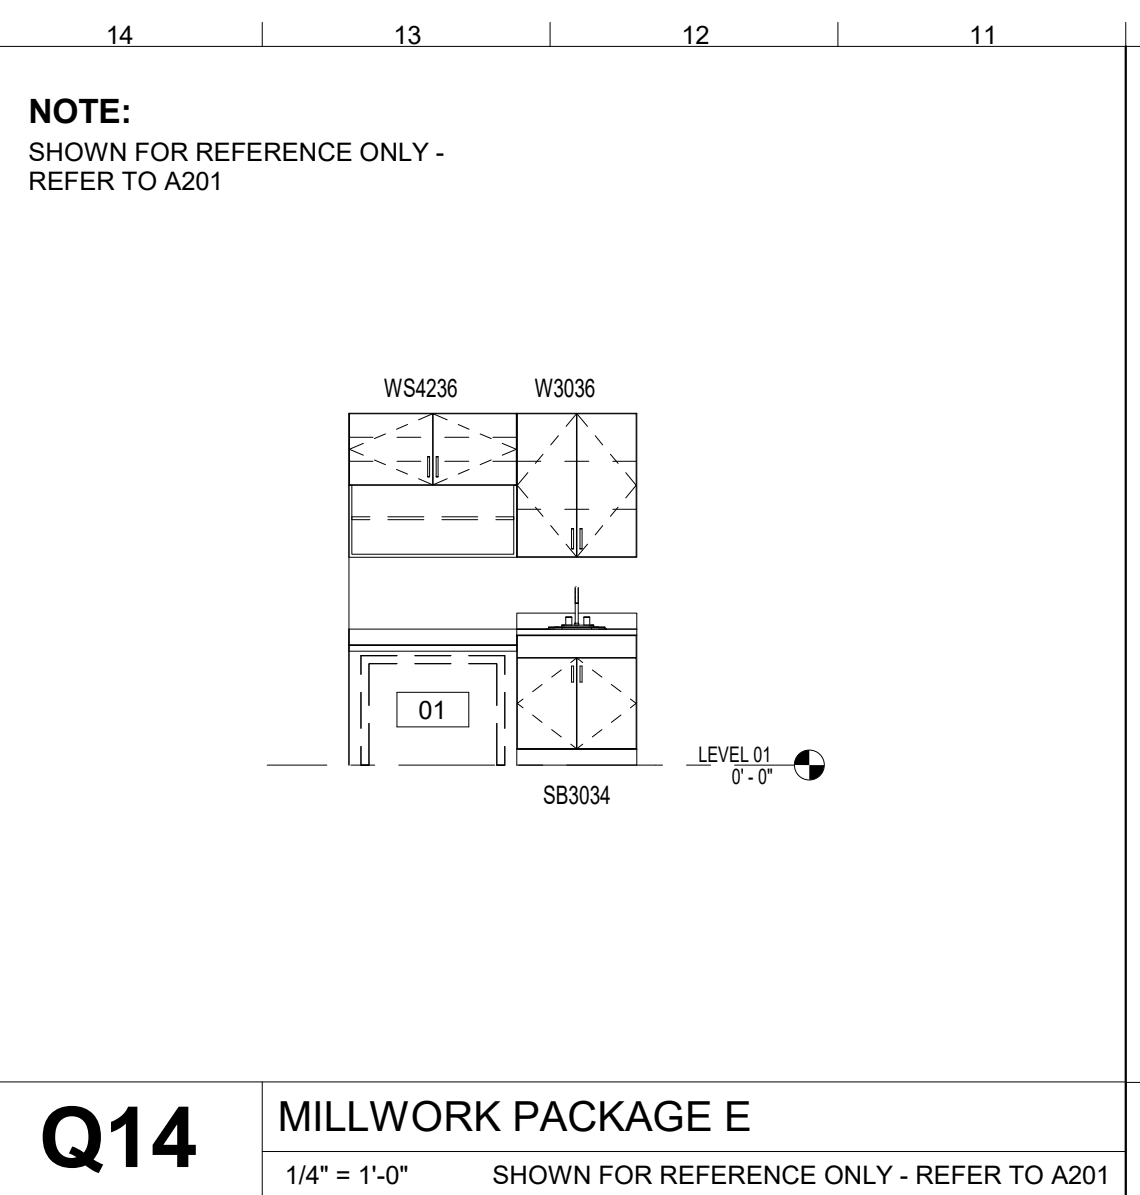 14 13 12 11
NOTE:
SHOWN FOR REFERENCE ONLY -
REFER TO A201
WS4236 W3036
01
LEVEL 01
0' - 0"
SB3034
Q14
MILLWORK PACKAGE E
1/4" = 1'-0" SHOWN FOR REFERENCE ONLY - REFER TO A201